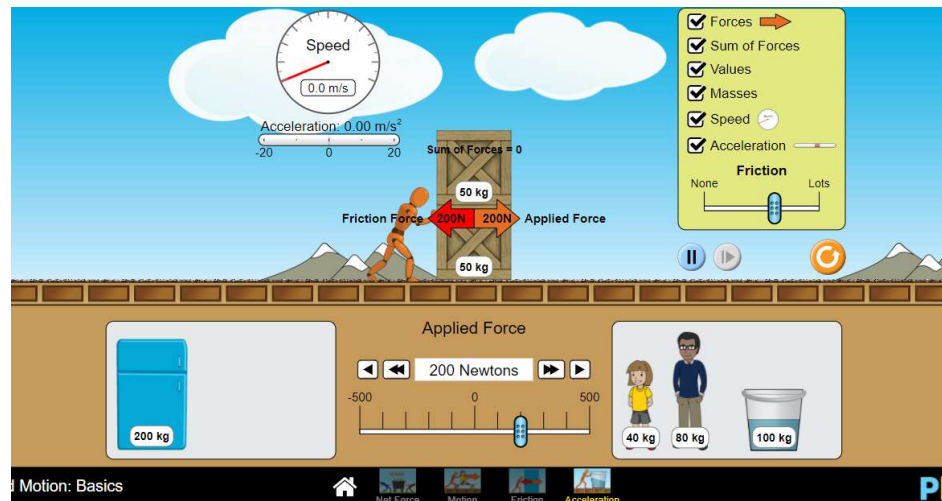 Speed
0.0 m/s
Acceleration: 0.00 m/s²
-20 0 20
Sum of Forces = 0
50 kg
Friction Force 200N 200N Applied Force
50 kg
Forces
Sum of Forces
Values
Masses
Speed
Acceleration
Friction
None Lots
Applied Force
200 Newtons
-500 0 500
200 kg
40 kg 80 kg 100 kg
d Motion: Basics
Net Force Motion Friction Acceleration
P